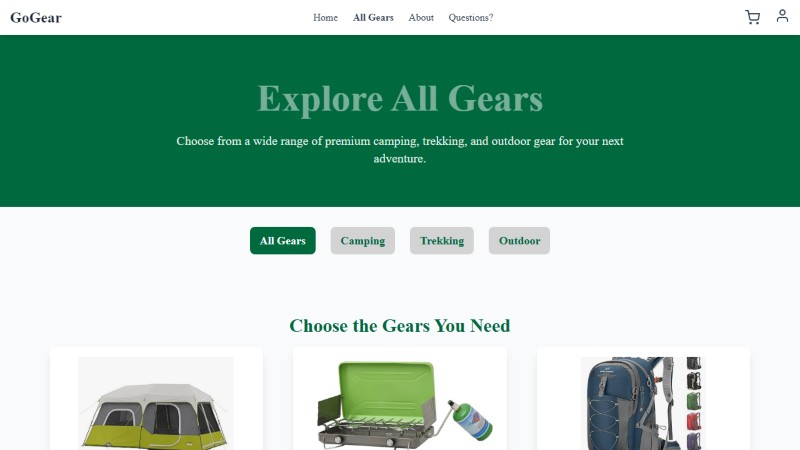 GoGear
Home
All Gears
About
Questions?
Explore All Gears
Choose from a wide range of premium camping, trekking, and outdoor gear for your next
adventure.
All Gears
Camping
Trekking
Outdoor
Choose the Gears You Need